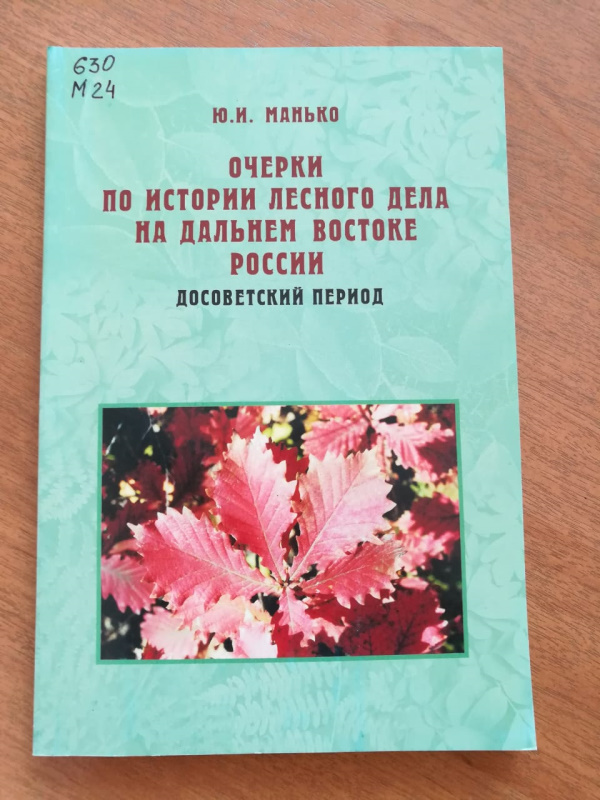 630
М24
Ю.И. МАНЬКО
ОЧЕРКИ
ПО ИСТОРИИ ЛЕСНОГО ДЕЛА
НА ДАЛЬНЕМ ВОСТОКЕ
РОССИИ
ДОСОВЕТСКИЙ ПЕРИОД